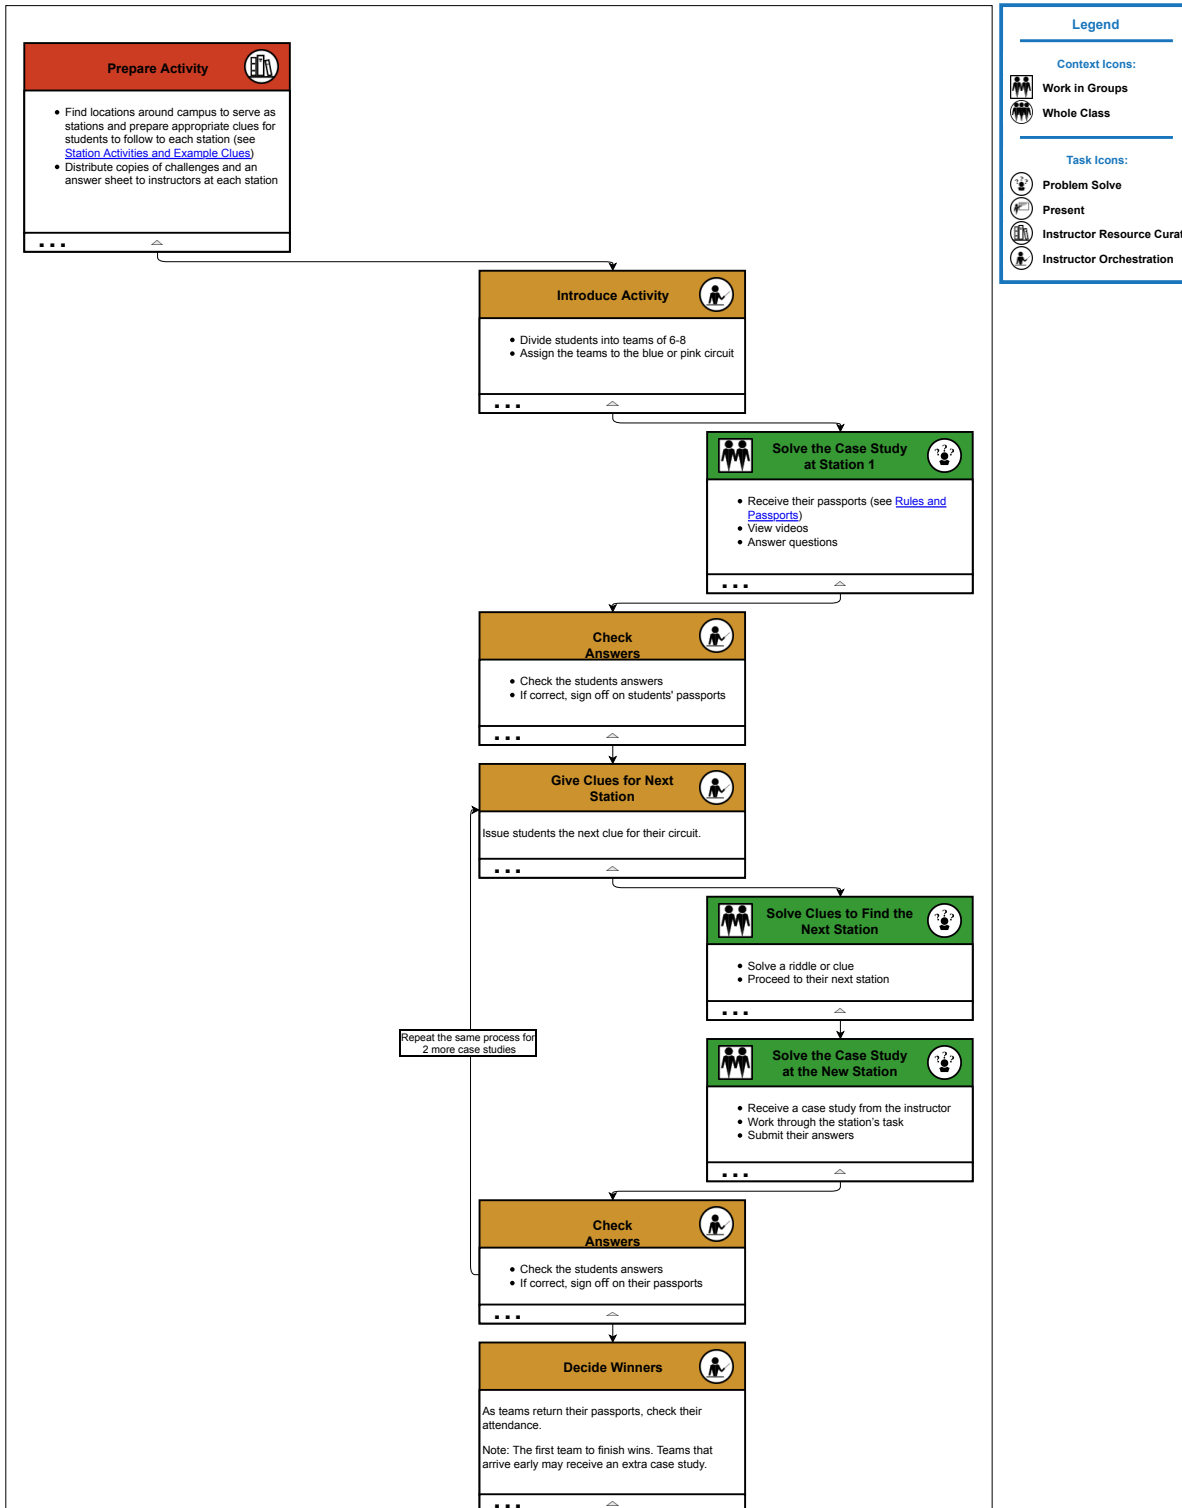 Prepare Activity
Find locations around campus to serve as
stations and prepare appropriate clues for
students to follow to each station (see
Station Activities and Example Clues)
Distribute copies of challenges and an
answer sheet to instructors at each station
Introduce Activity
Divide students into teams of 6-8
Assign the teams to the blue or pink circuit
Solve the Case Study
at Station 1
Receive their passports (see Rules and
Passports)
View videos
Answer questions
Check
Answers
Check the students answers
If correct, sign off on students' passports
Give Clues for Next
Station
Issue students the next clue for their circuit.
Solve Clues to Find the
Next Station
Solve a riddle or clue
Proceed to their next station
Repeat the same process for
2 more case studies
Solve the Case Study
at the New Station
Receive a case study from the instructor
Work through the station's task
Submit their answers
Check
Answers
Check the students answers
If correct, sign off on their passports
Decide Winners
As teams return their passports, check their
attendance.
Note: The first team to finish wins. Teams that
arrive early may receive an extra case study.
Legend
Context Icons:
Work in Groups
Whole Class
Task Icons:
Problem Solve
Present
Instructor Resource Curat
Instructor Orchestration